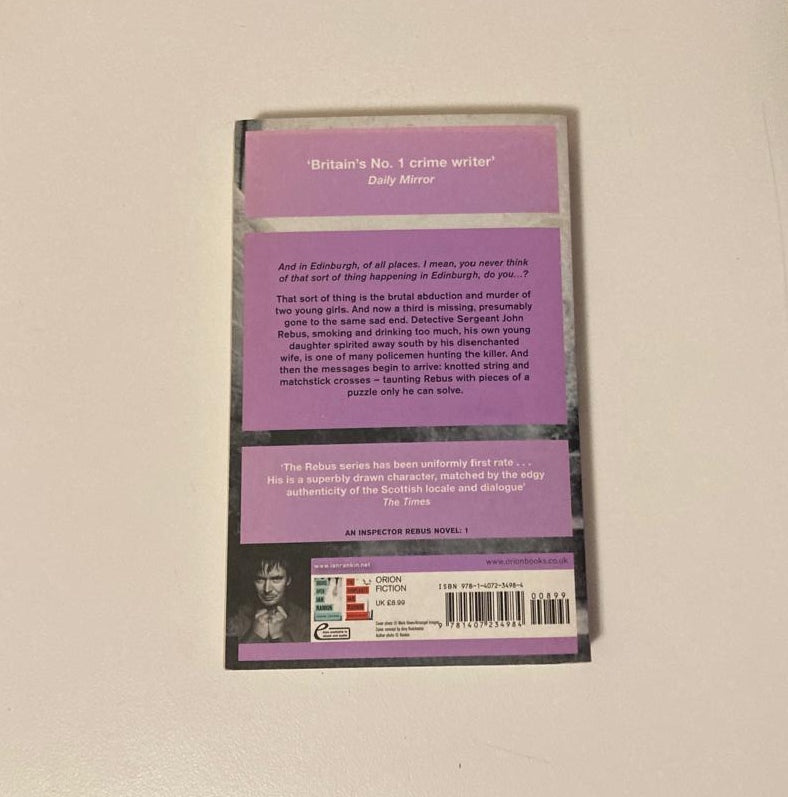 'Britain's No. 1 crime writer'
Daily Mirror
And in Edinburgh, of all places. I mean, you never think
of that sort of thing happening in Edinburgh, do you...?
That sort of thing is the brutal abduction and murder of
two young girls. And now a third is missing, presumably
gone to the same sad end. Detective Sergeant John
Rebus, smoking and drinking too much, his own young
daughter spirited away south by his disenchanted
wife, is one of many policemen hunting the killer. And
then the messages begin to arrive: knotted string and
matchstick crosses – taunting Rebus with pieces of a
puzzle only he can solve.
'The Rebus series has been uniformly first rate . . .
His is a superbly drawn character, matched by the edgy
authenticity of the Scottish locale and dialogue'
The Times
AN INSPECTOR REBUS NOVEL: 1
www.ianrankin.net
www.orionbooks.co.uk
ORION
FICTION
UK £8.99
ISBN 978-1-4072-3498-4
00899
9 781407 234984
IAN
RANKIN